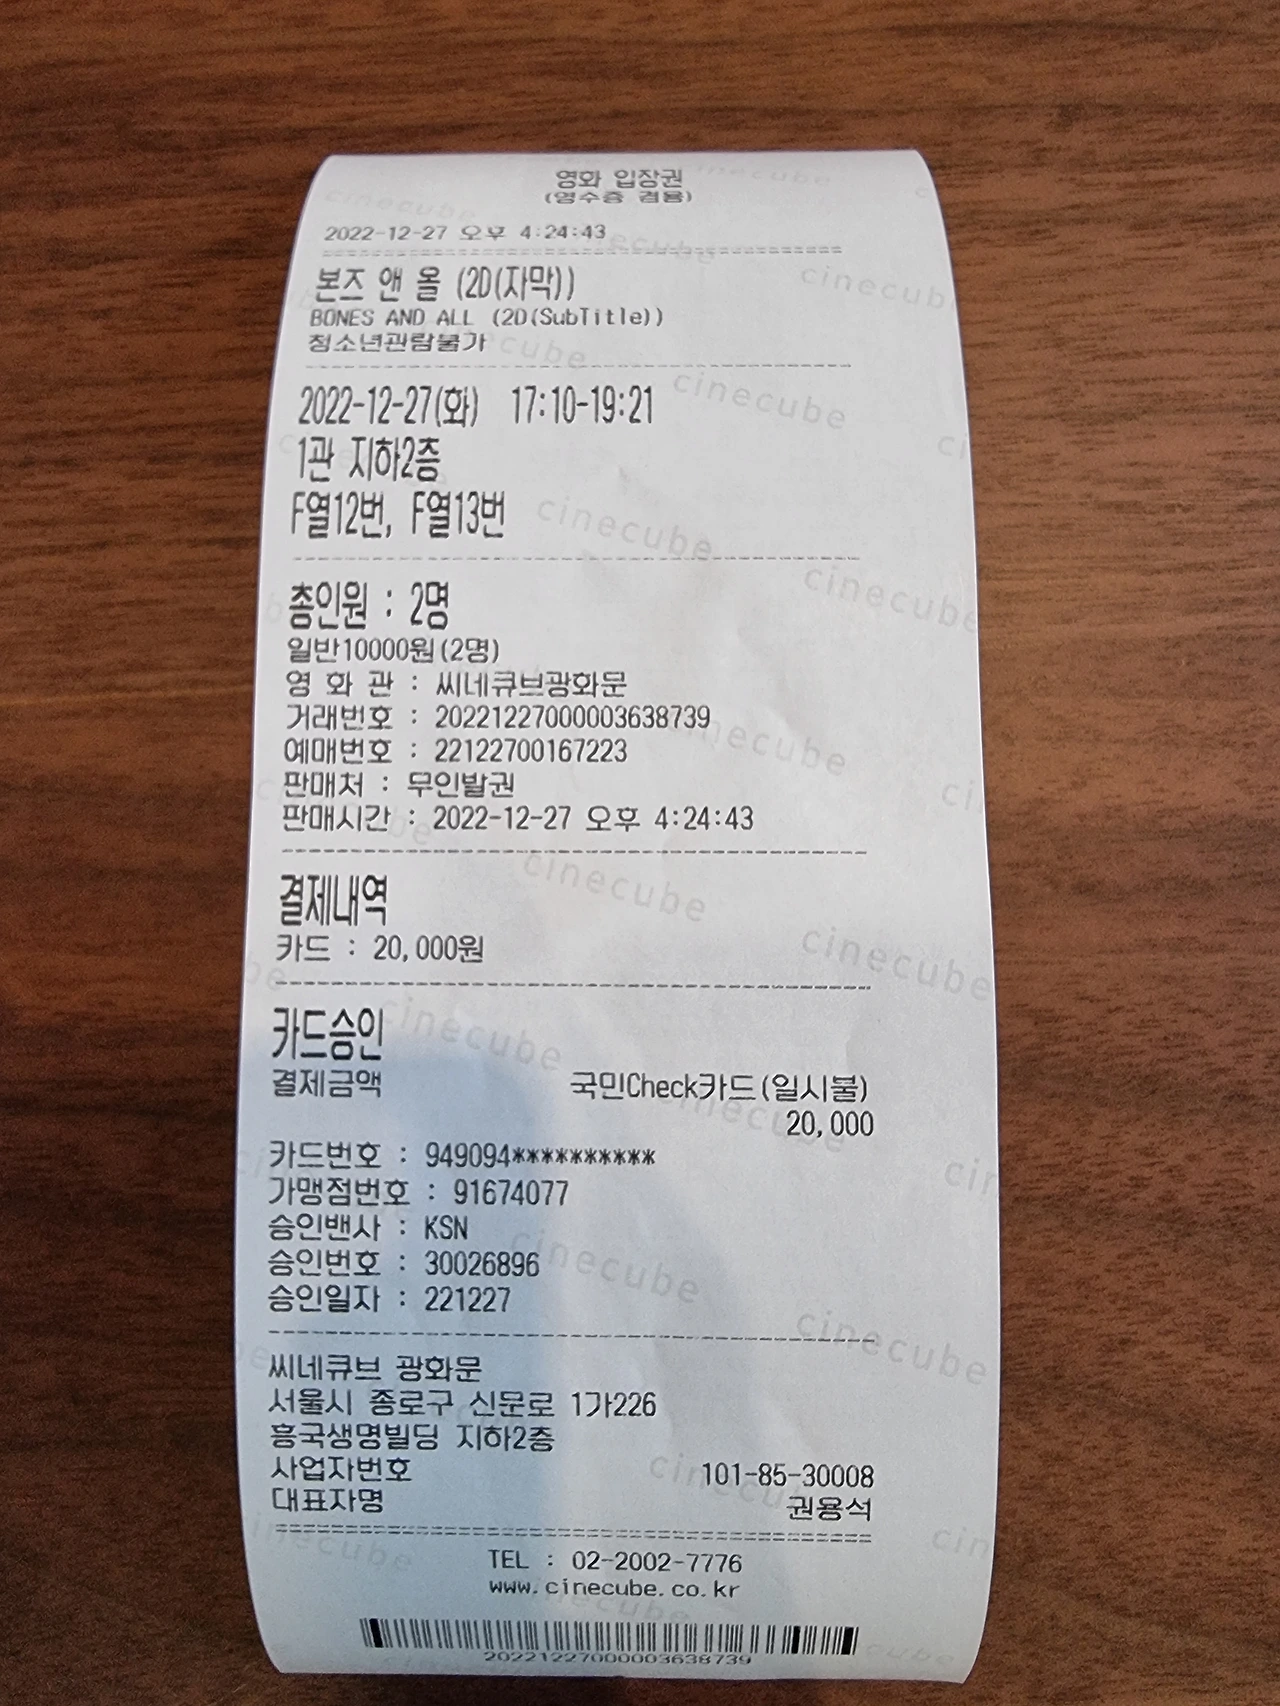 영화 입장권
(영수증 겸용)
2022-12-27 오후 4:24:43
본즈 앤 올 (2D(자막))
BONES AND ALL (2D(SubTitle))
청소년관람불가
2022-12-27(화) 17:10-19:21
1관 지하2층
F열12번, F열13번
총인원 : 2명
일반10000원(2명)
영 화 관 : 씨네큐브광화문
거래번호 : 20221227000003638739
예매번호 : 22122700167223
판매처 : 무인발권
판매시간 : 2022-12-27 오후 4:24:43
결제내역
카드 : 20,000원
카드승인
결제금액 국민Check카드(일시불)
20,000
카드번호 : 949094**********
가맹점번호 : 91674077
승인밴사 : KSN
승인번호 : 30026896
승인일자 : 221227
씨네큐브 광화문
서울시 종로구 신문로 1가226
흥국생명빌딩 지하2층
사업자번호 101-85-30008
대표자명 권용석
TEL : 02-2002-7776
www.cinecube.co.kr
20221227000003638739